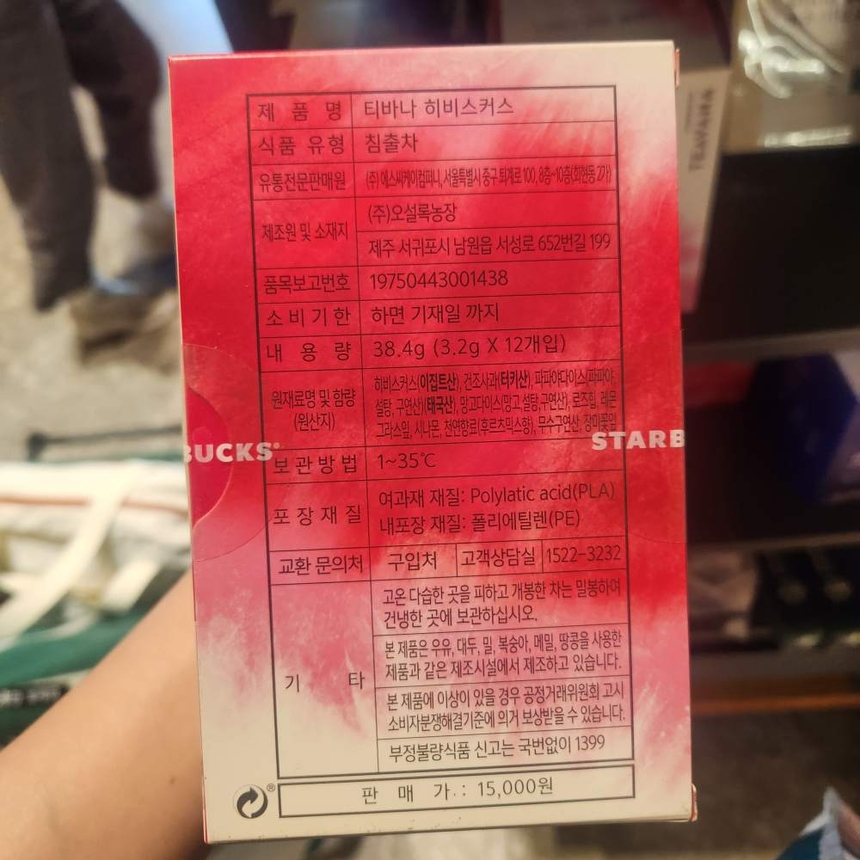 제 품 명 티바나 히비스커스
식품 유형 침출차
유통전문판매원 (주)에스씨케이컴퍼니, 서울특별시 중구 퇴계로 100, 8층~10층(회현동 2가)
제조원 및 소재지 (주)오설록농장
제주 서귀포시 남원읍 서성로 652번길 199
품목보고번호 19750443001438
소 비 기 한 하면 기재일 까지
내 용 량 38.4g (3.2g X 12개입)
원재료명 및 함량
(원산지)
히비스커스(이집트산), 건조사과(터키산), 파파야다이스(파파야,
설탕, 구연산)(태국산), 망고다이스(망고,설탕,구연산), 로즈힙, 레몬
그라스잎, 시나몬, 천연향료(후르츠믹스향), 무수구연산, 장미꽃잎
BUCKS®
STARB
보 관 방 법 1~35℃
포 장 재 질 여과재 재질: Polylatic acid(PLA)
내포장 재질: 폴리에틸렌(PE)
교환 문의처 구입처 고객상담실 1522-3232
기 타
고온 다습한 곳을 피하고 개봉한 차는 밀봉하여
건냉한 곳에 보관하십시오.
본 제품은 우유, 대두, 밀, 복숭아, 메밀, 땅콩을 사용한
제품과 같은 제조시설에서 제조하고 있습니다.
본 제품에 이상이 있을 경우 공정거래위원회 고시
소비자분쟁해결기준에 의거 보상받을 수 있습니다.
부정불량식품 신고는 국번없이 1399
판 매 가 : 15,000원
®
TEAVANA